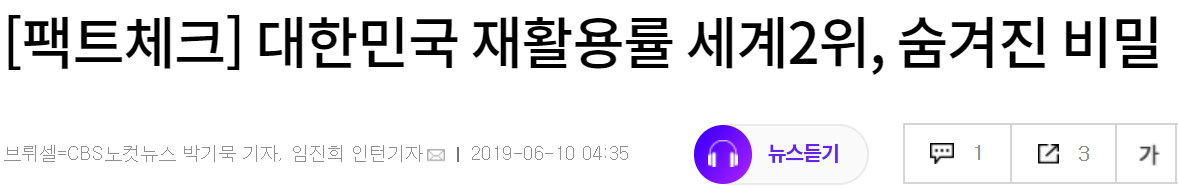 [팩트체크] 대한민국 재활용률 세계2위, 숨겨진 비밀
브뤼셀=CBS노컷뉴스 박기묵 기자, 임진희 인턴기자 | 2019-06-10 04:35 뉴스듣기 1 3 가